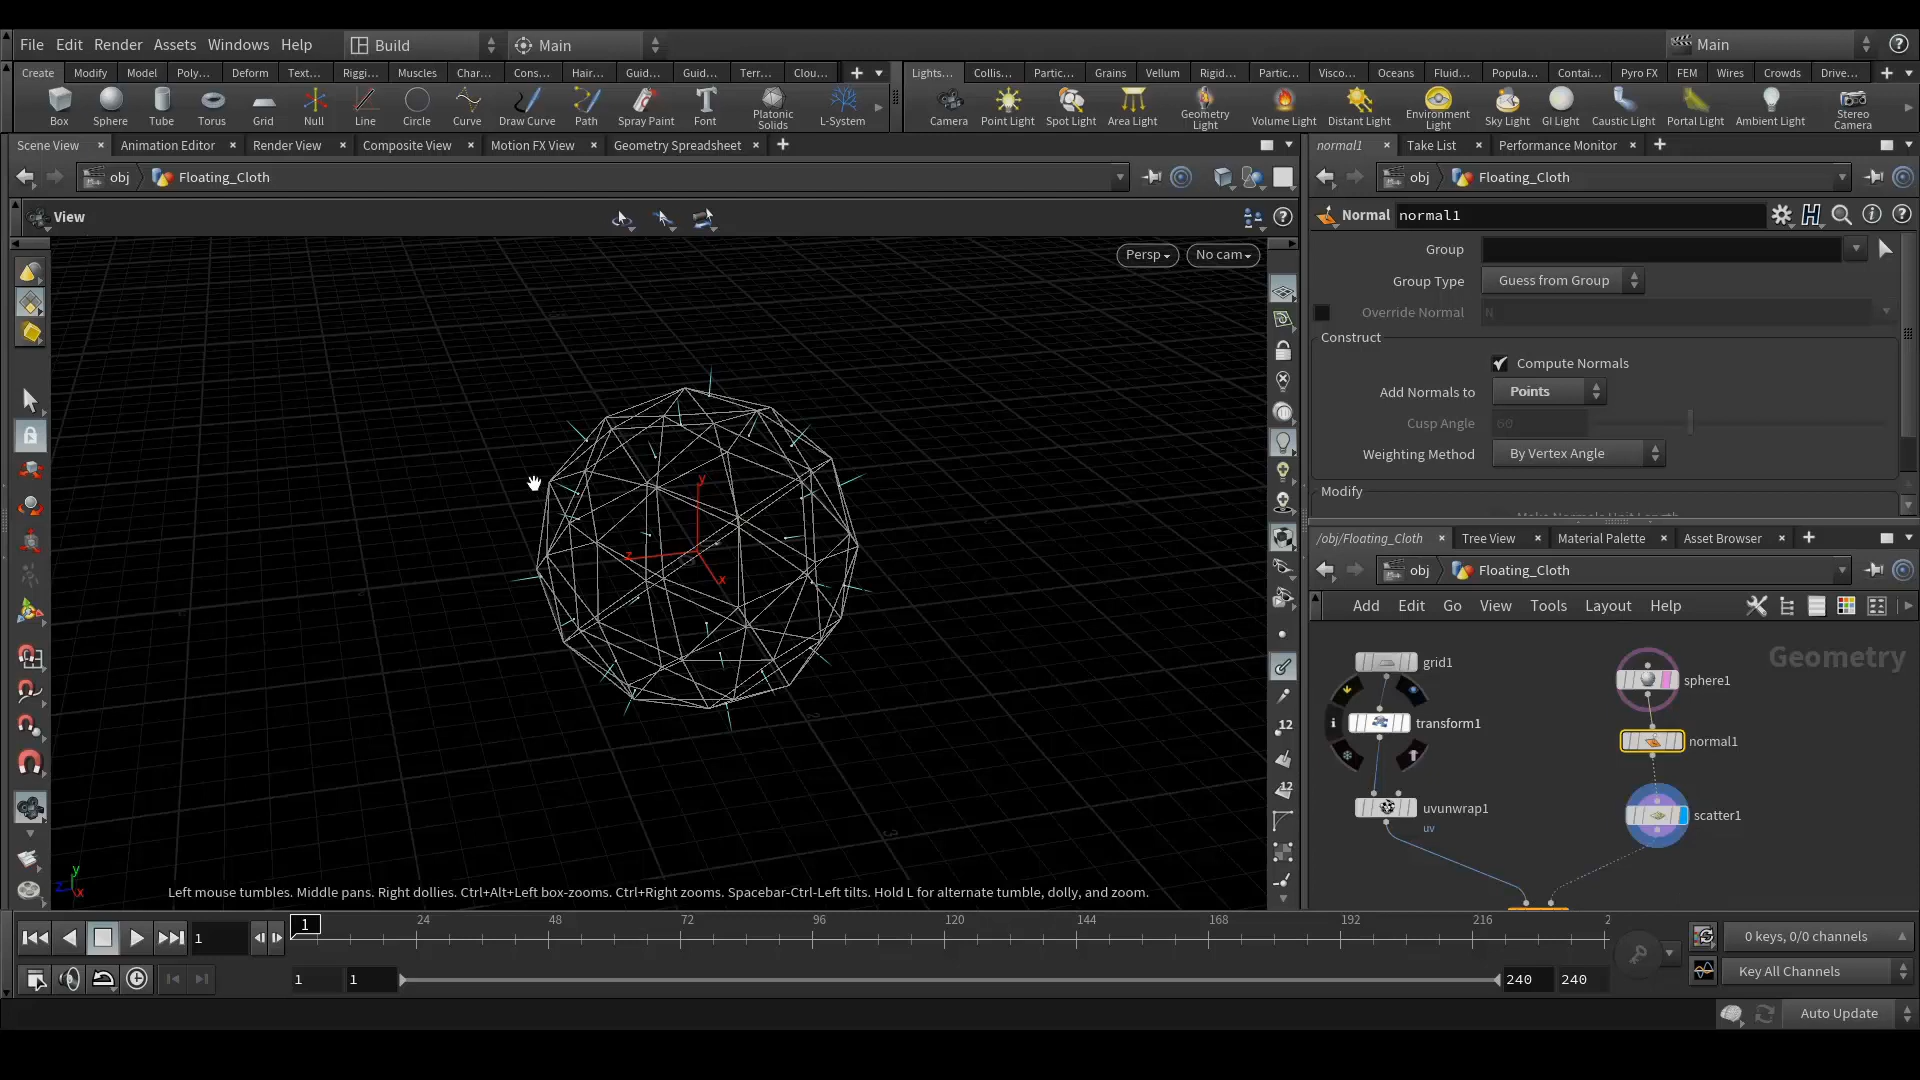 File Edit Render Assets Windows Help Build Main Main
Create Modify Model Poly... Deform Text... Riggi... Muscles Char... Cons... Hair... Guid... Guid... Terr... Clou... Lights... Collis... Partic... Grains Vellum Rigid... Partic... Visco... Oceans Fluid... Popula... Contai... Pyro FX FEM Wires Crowds Drive...
Box Sphere Tube Torus Grid Null Line Circle Curve Draw Curve Path Spray Paint Font Platonic Solids L-System Camera Point Light Spot Light Area Light Geometry Light Volume Light Distant Light Environment Light Sky Light GI Light Caustic Light Portal Light Ambient Light Stereo Camera
Scene View Animation Editor Render View Composite View Motion FX View Geometry Spreadsheet
obj Floating_Cloth
View
Persp No cam
y
z
x
12
12
y
z x
Left mouse tumbles. Middle pans. Right dollies. Ctrl+Alt+Left box-zooms. Ctrl+Right zooms. Spacebar-Ctrl-Left tilts. Hold L for alternate tumble, dolly, and zoom.
normal1 Take List Performance Monitor
obj Floating_Cloth
Normal normal1
Group
Group Type Guess from Group
Override Normal N
Construct
Compute Normals
Add Normals to Points
Cusp Angle 60
Weighting Method By Vertex Angle
Modify
Make Normals Unit Length
/obj/Floating_Cloth Tree View Material Palette Asset Browser
obj Floating_Cloth
Add Edit Go View Tools Layout Help
Geometry
grid1
sphere1
transform1
normal1
uvunwrap1
uv
scatter1
1 1 24 48 72 96 120 144 168 192 216 2
0 keys, 0/0 channels
1 1 240 240 Key All Channels
Auto Update